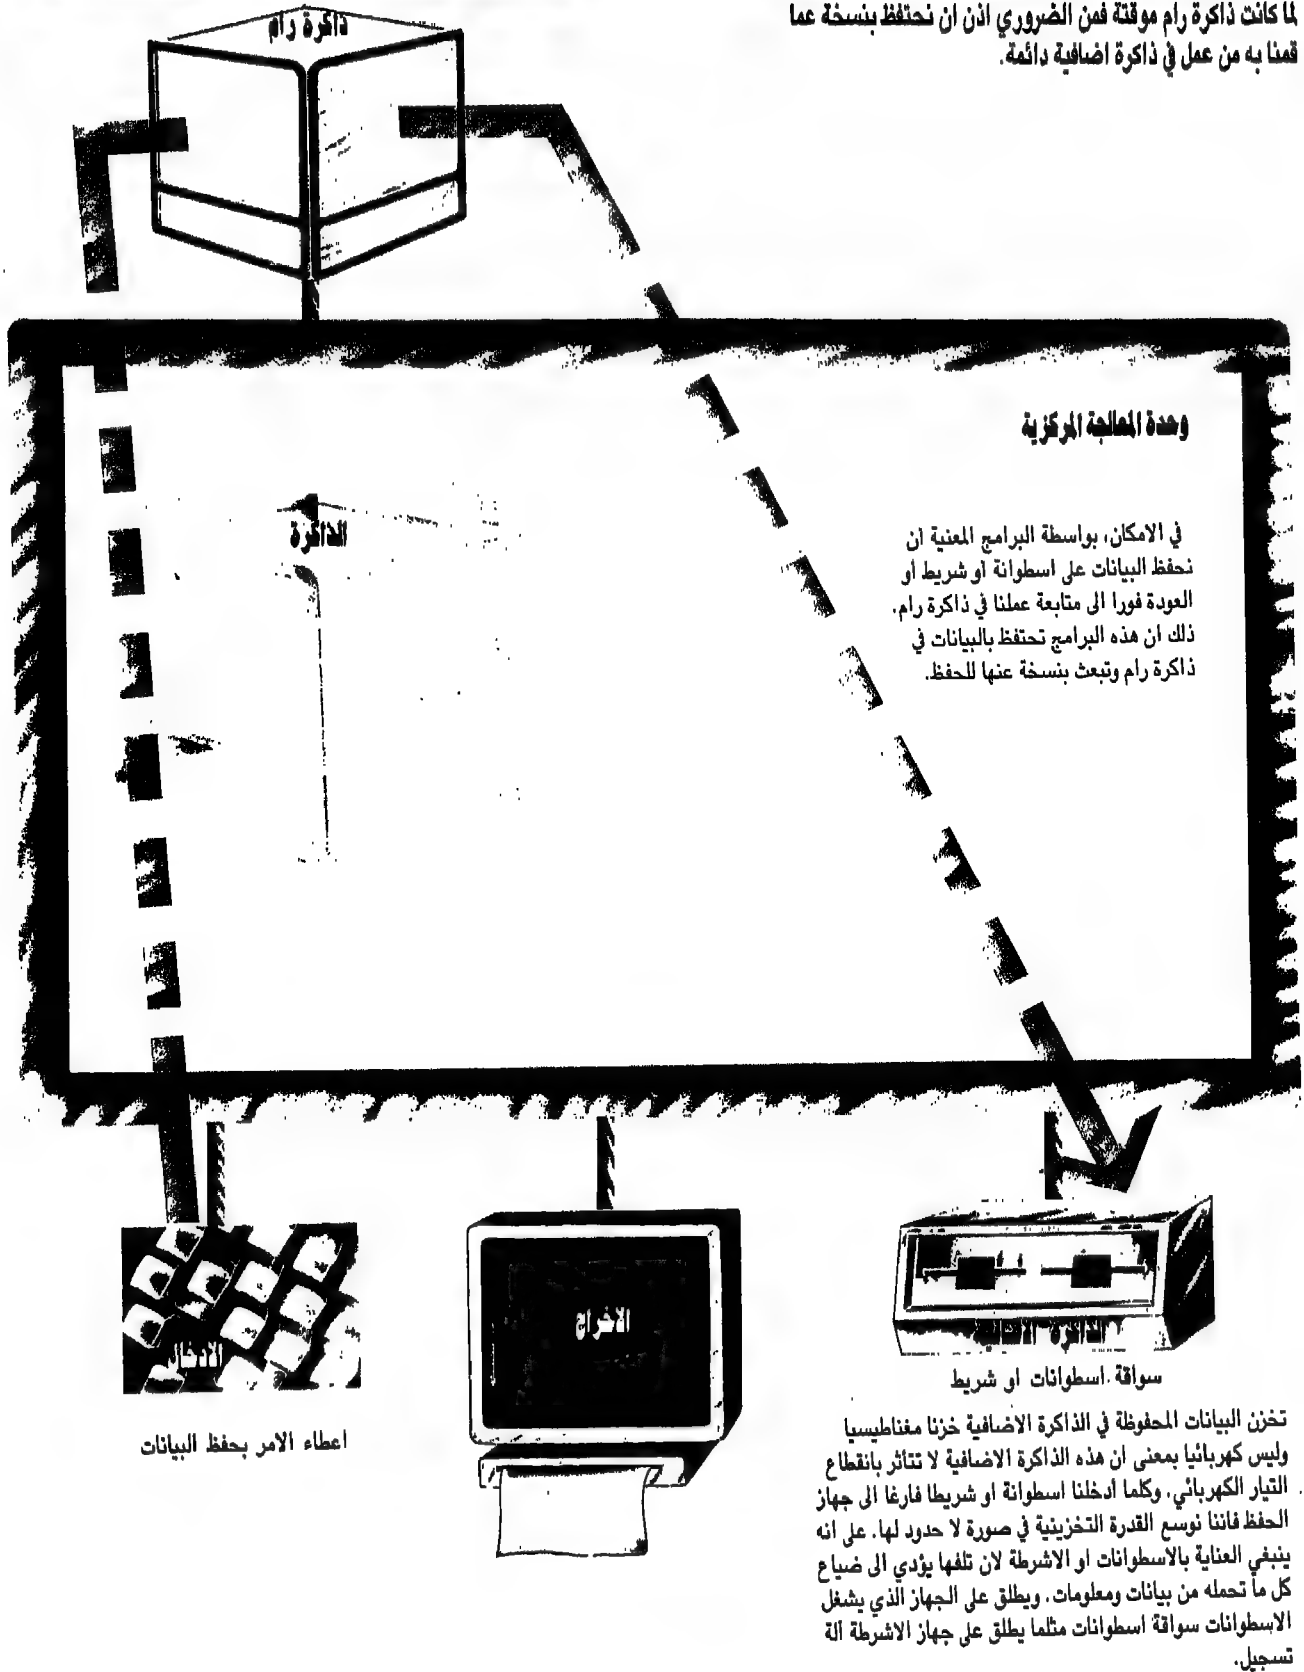 لما كانت ذاكرة رام موقتة فمن الضروري اذن ان نحتفظ بنسخة عما
قمنا به من عمل في ذاكرة اضافية دائمة.
ذاكرة رام
وحدة المعالجة المركزية
الذاكرة
في الامكان، بواسطة البرامج المعنية أن
نحفظ البيانات على اسطوانة أو شريط أو
العودة فورا الى متابعة عملنا في ذاكرة رام.
ذلك ان هذه البرامج تحتفظ بالبيانات في
ذاكرة رام وتبعث بنسخة عنها للحفظ.
الاخراج
الادخال
الذاكرة الاضافية
سواقة اسطوانات او شريط
اعطاء الامر بحفظ البيانات
تخزن البيانات المحفوظة في الذاكرة الاضافية خزنا مغناطيسيا
وليس كهربائيا بمعنى ان هذه الذاكرة الاضافية لا تتأثر بانقطاع
التيار الكهربائي. وكلما أدخلنا اسطوانة او شريطا فارغا الى جهاز
الحفظ فاننا نوسع القدرة التخزينية في صورة لا حدود لها. على انه
ينبغي العناية بالاسطوانات او الاشرطة لان تلفها يؤدي الى ضياع
كل ما تحمله من بيانات ومعلومات. ويطلق على الجهاز الذي يشغل
الاسطوانات سواقة اسطوانات مثلما يطلق على جهاز الاشرطة آلة
تسجيل.